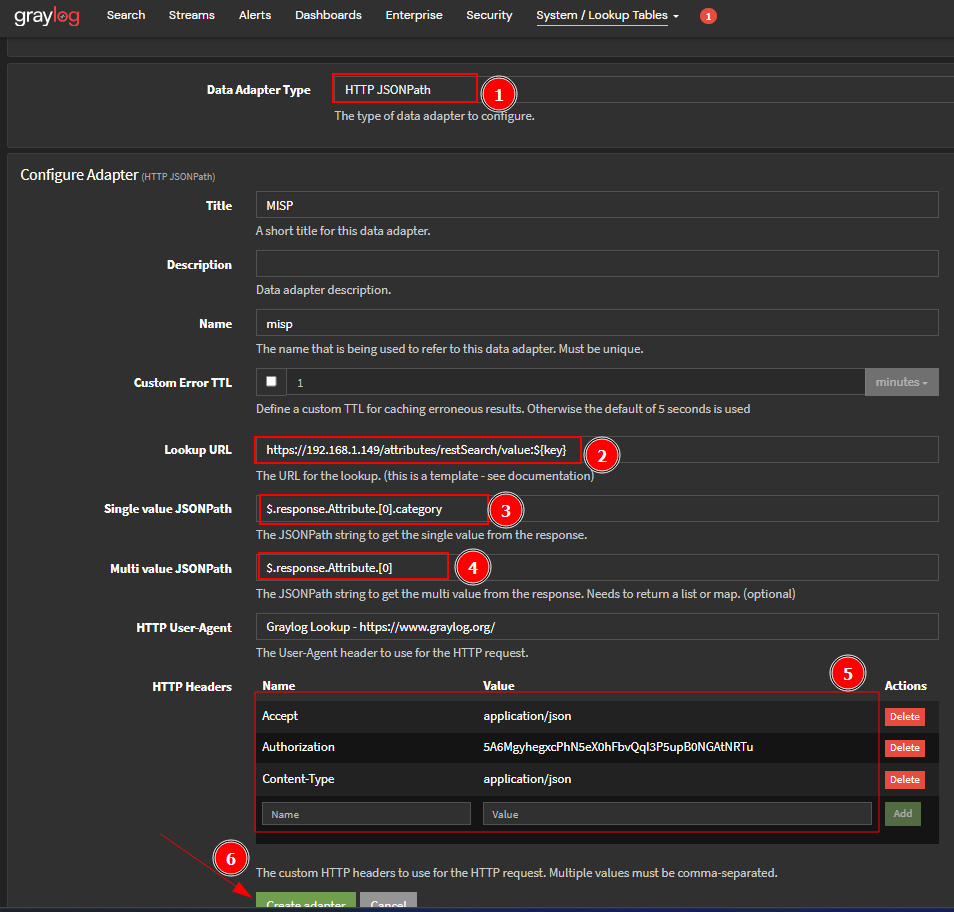 graylog Search Streams Alerts Dashboards Enterprise Security System / Lookup Tables 1
Data Adapter Type HTTP JSONPath 1
The type of data adapter to configure.
Configure Adapter (HTTP JSONPath)
Title MISP
A short title for this data adapter.
Description
Data adapter description.
Name misp
The name that is being used to refer to this data adapter. Must be unique.
Custom Error TTL 1 minutes
Define a custom TTL for caching erroneous results. Otherwise the default of 5 seconds is used
Lookup URL https://192.168.1.149/attributes/restSearch/value:${key} 2
The URL for the lookup. (this is a template - see documentation)
Single value JSONPath $.response.Attribute.[0].category 3
The JSONPath string to get the single value from the response.
Multi value JSONPath $.response.Attribute.[0] 4
The JSONPath string to get the multi value from the response. Needs to return a list or map. (optional)
HTTP User-Agent Graylog Lookup - https://www.graylog.org/
The User-Agent header to use for the HTTP request.
5
HTTP Headers Name Value Actions
Accept application/json Delete
Authorization 5A6MgyhegxcPhN5eX0hFbvQqI3P5upB0NGAtNRTu Delete
Content-Type application/json Delete
Name Value Add
6
The custom HTTP headers to use for the HTTP request. Multiple values must be comma-separated.
Create adapter Cancel